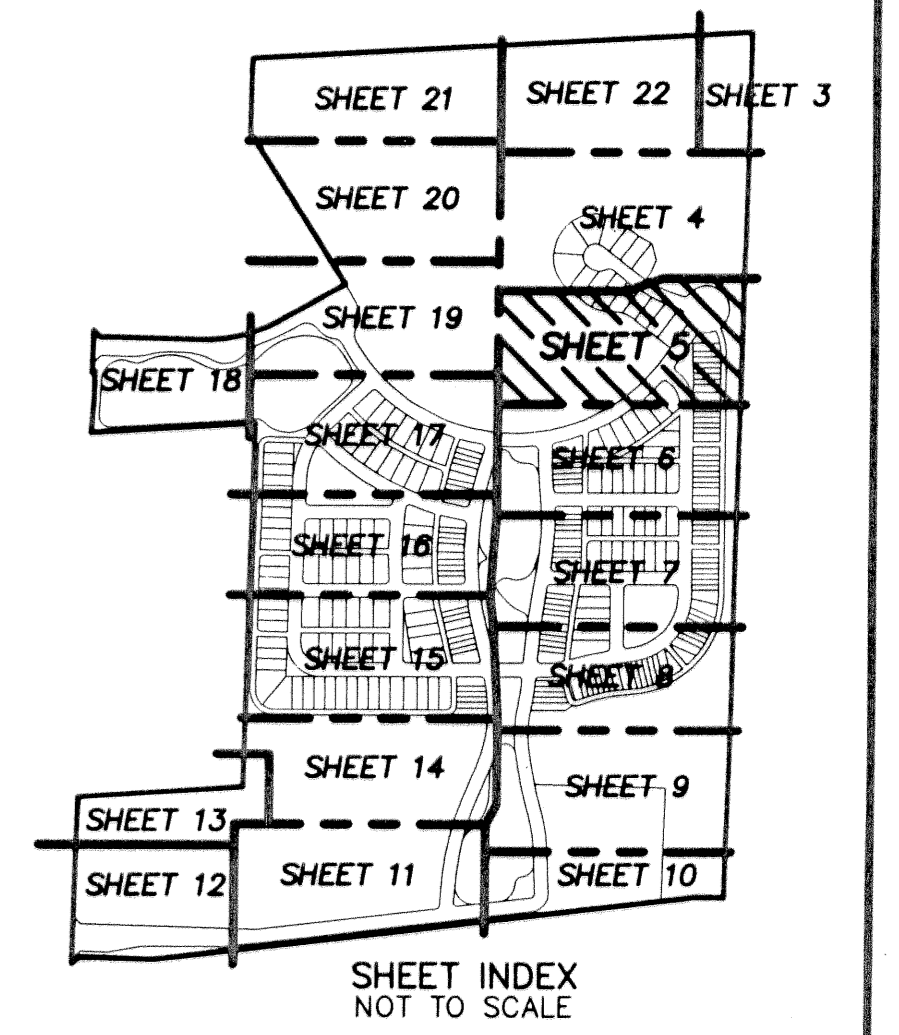 SHEET 21
SHEET 22
SHEET 3
SHEET 20
SHEET 4
SHEET 19
SHEET 5
SHEET 18
SHEET 17
SHEET 6
SHEET 16
SHEET 7
SHEET 15
SHEET 8
SHEET 14
SHEET 9
SHEET 13
SHEET 12
SHEET 11
SHEET 10
SHEET INDEX
NOT TO SCALE